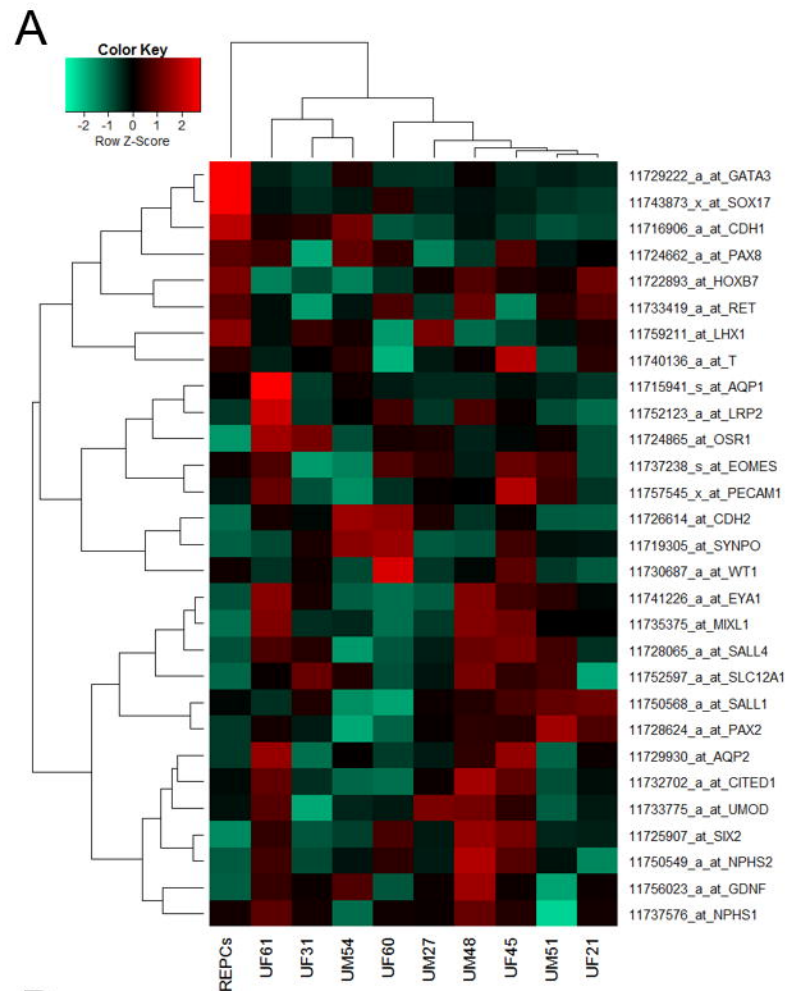 A
Color Key
-2 -1 0 1 2
Row Z-Score
11729222_a_at_GATA3
11743873_x_at_SOX17
11716906_a_at_CDH1
11724662_a_at_PAX8
11722893_at_HOXB7
11733419_a_at_RET
11759211_at_LHX1
11740136_a_at_T
11715941_s_at_AQP1
11752123_a_at_LRP2
11724865_at_OSR1
11737238_s_at_EOMES
11757545_x_at_PECAM1
11726614_at_CDH2
11719305_at_SYNPO
11730687_a_at_WT1
11741226_a_at_EYA1
11735375_at_MIXL1
11728065_a_at_SALL4
11752597_a_at_SLC12A1
11750568_a_at_SALL1
11728624_a_at_PAX2
11729930_at_AQP2
11732702_a_at_CITED1
11733775_a_at_UMOD
11725907_at_SIX2
11750549_a_at_NPHS2
11756023_a_at_GDNF
11737576_at_NPHS1
REPCs
UF61
UF31
UM54
UF60
UM27
UM48
UF45
UM51
UF21